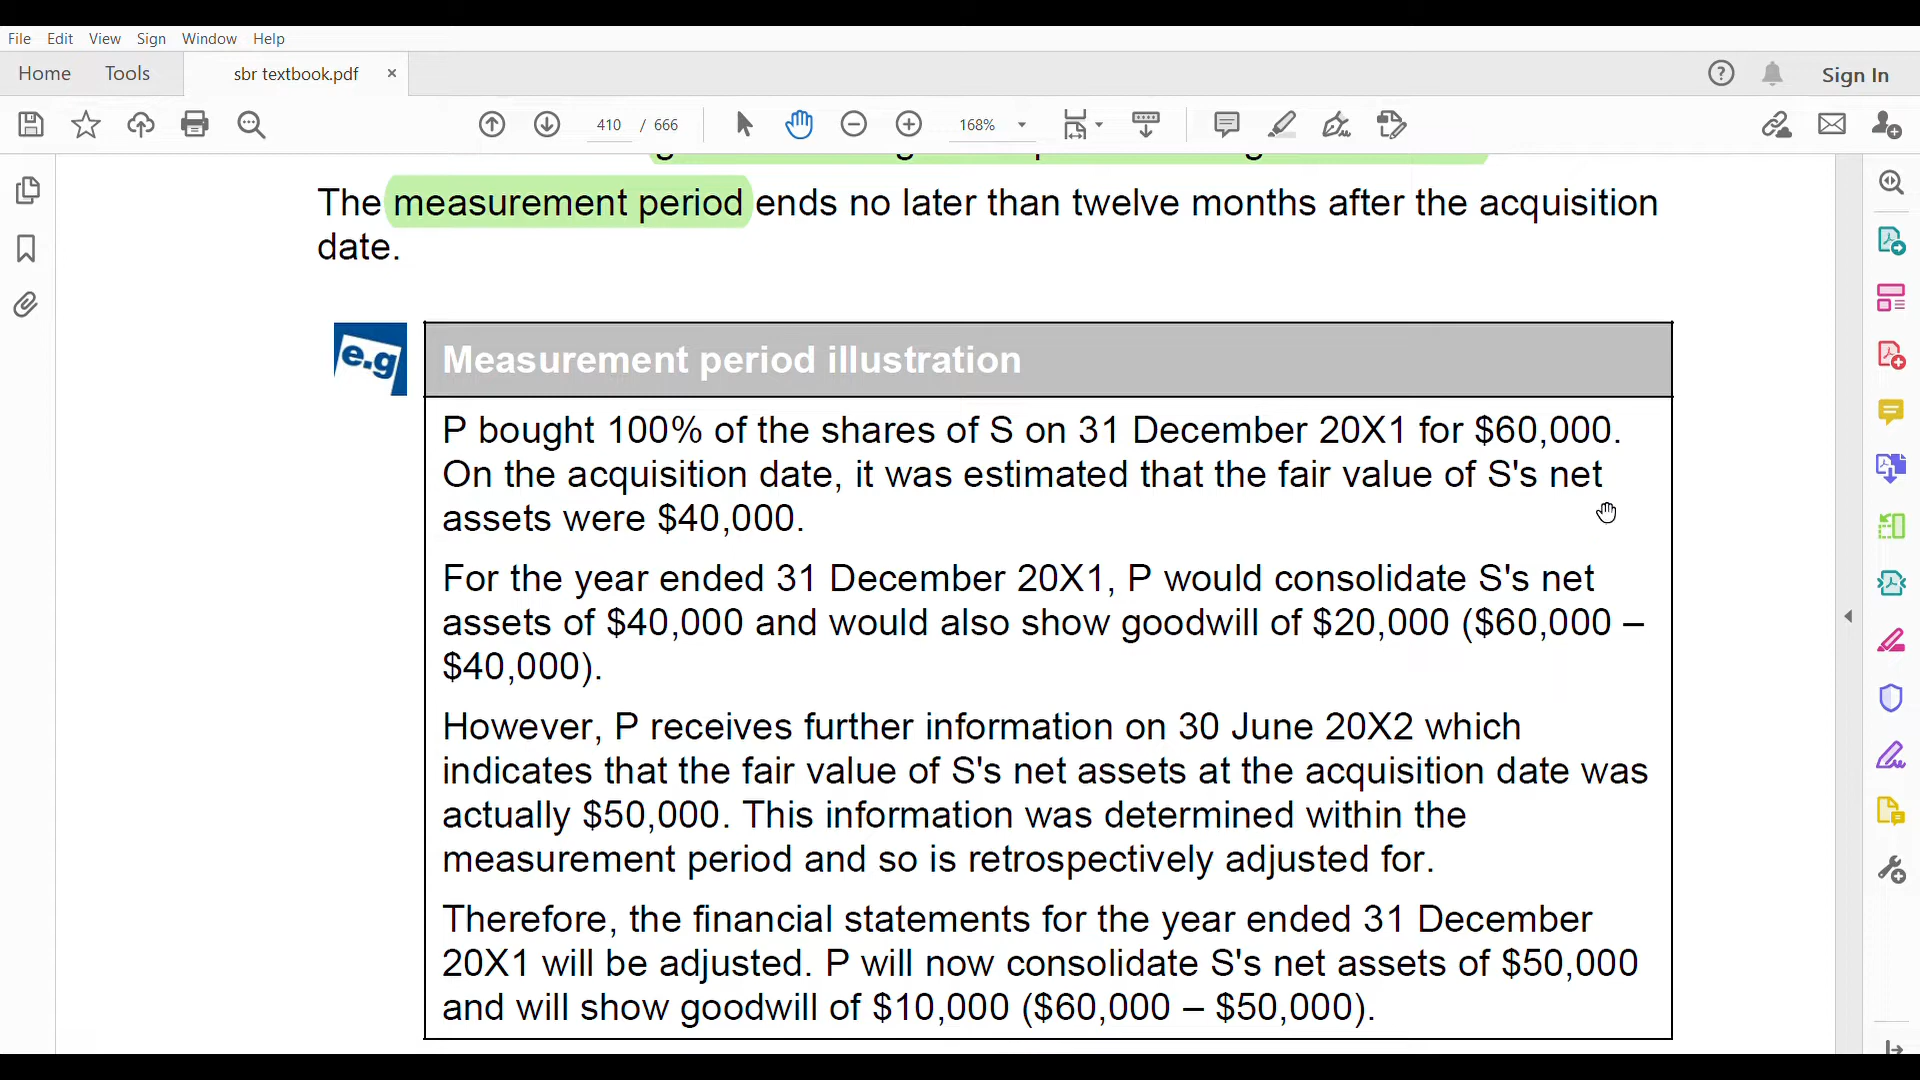 File Edit View Sign Window Help
Home Tools sbr textbook.pdf × Sign In
410 / 666 168%
The measurement period ends no later than twelve months after the acquisition
date.
e.g
Measurement period illustration
P bought 100% of the shares of S on 31 December 20X1 for $60,000.
On the acquisition date, it was estimated that the fair value of S's net
assets were $40,000.
For the year ended 31 December 20X1, P would consolidate S's net
assets of $40,000 and would also show goodwill of $20,000 ($60,000 –
$40,000).
However, P receives further information on 30 June 20X2 which
indicates that the fair value of S's net assets at the acquisition date was
actually $50,000. This information was determined within the
measurement period and so is retrospectively adjusted for.
Therefore, the financial statements for the year ended 31 December
20X1 will be adjusted. P will now consolidate S's net assets of $50,000
and will show goodwill of $10,000 ($60,000 – $50,000).